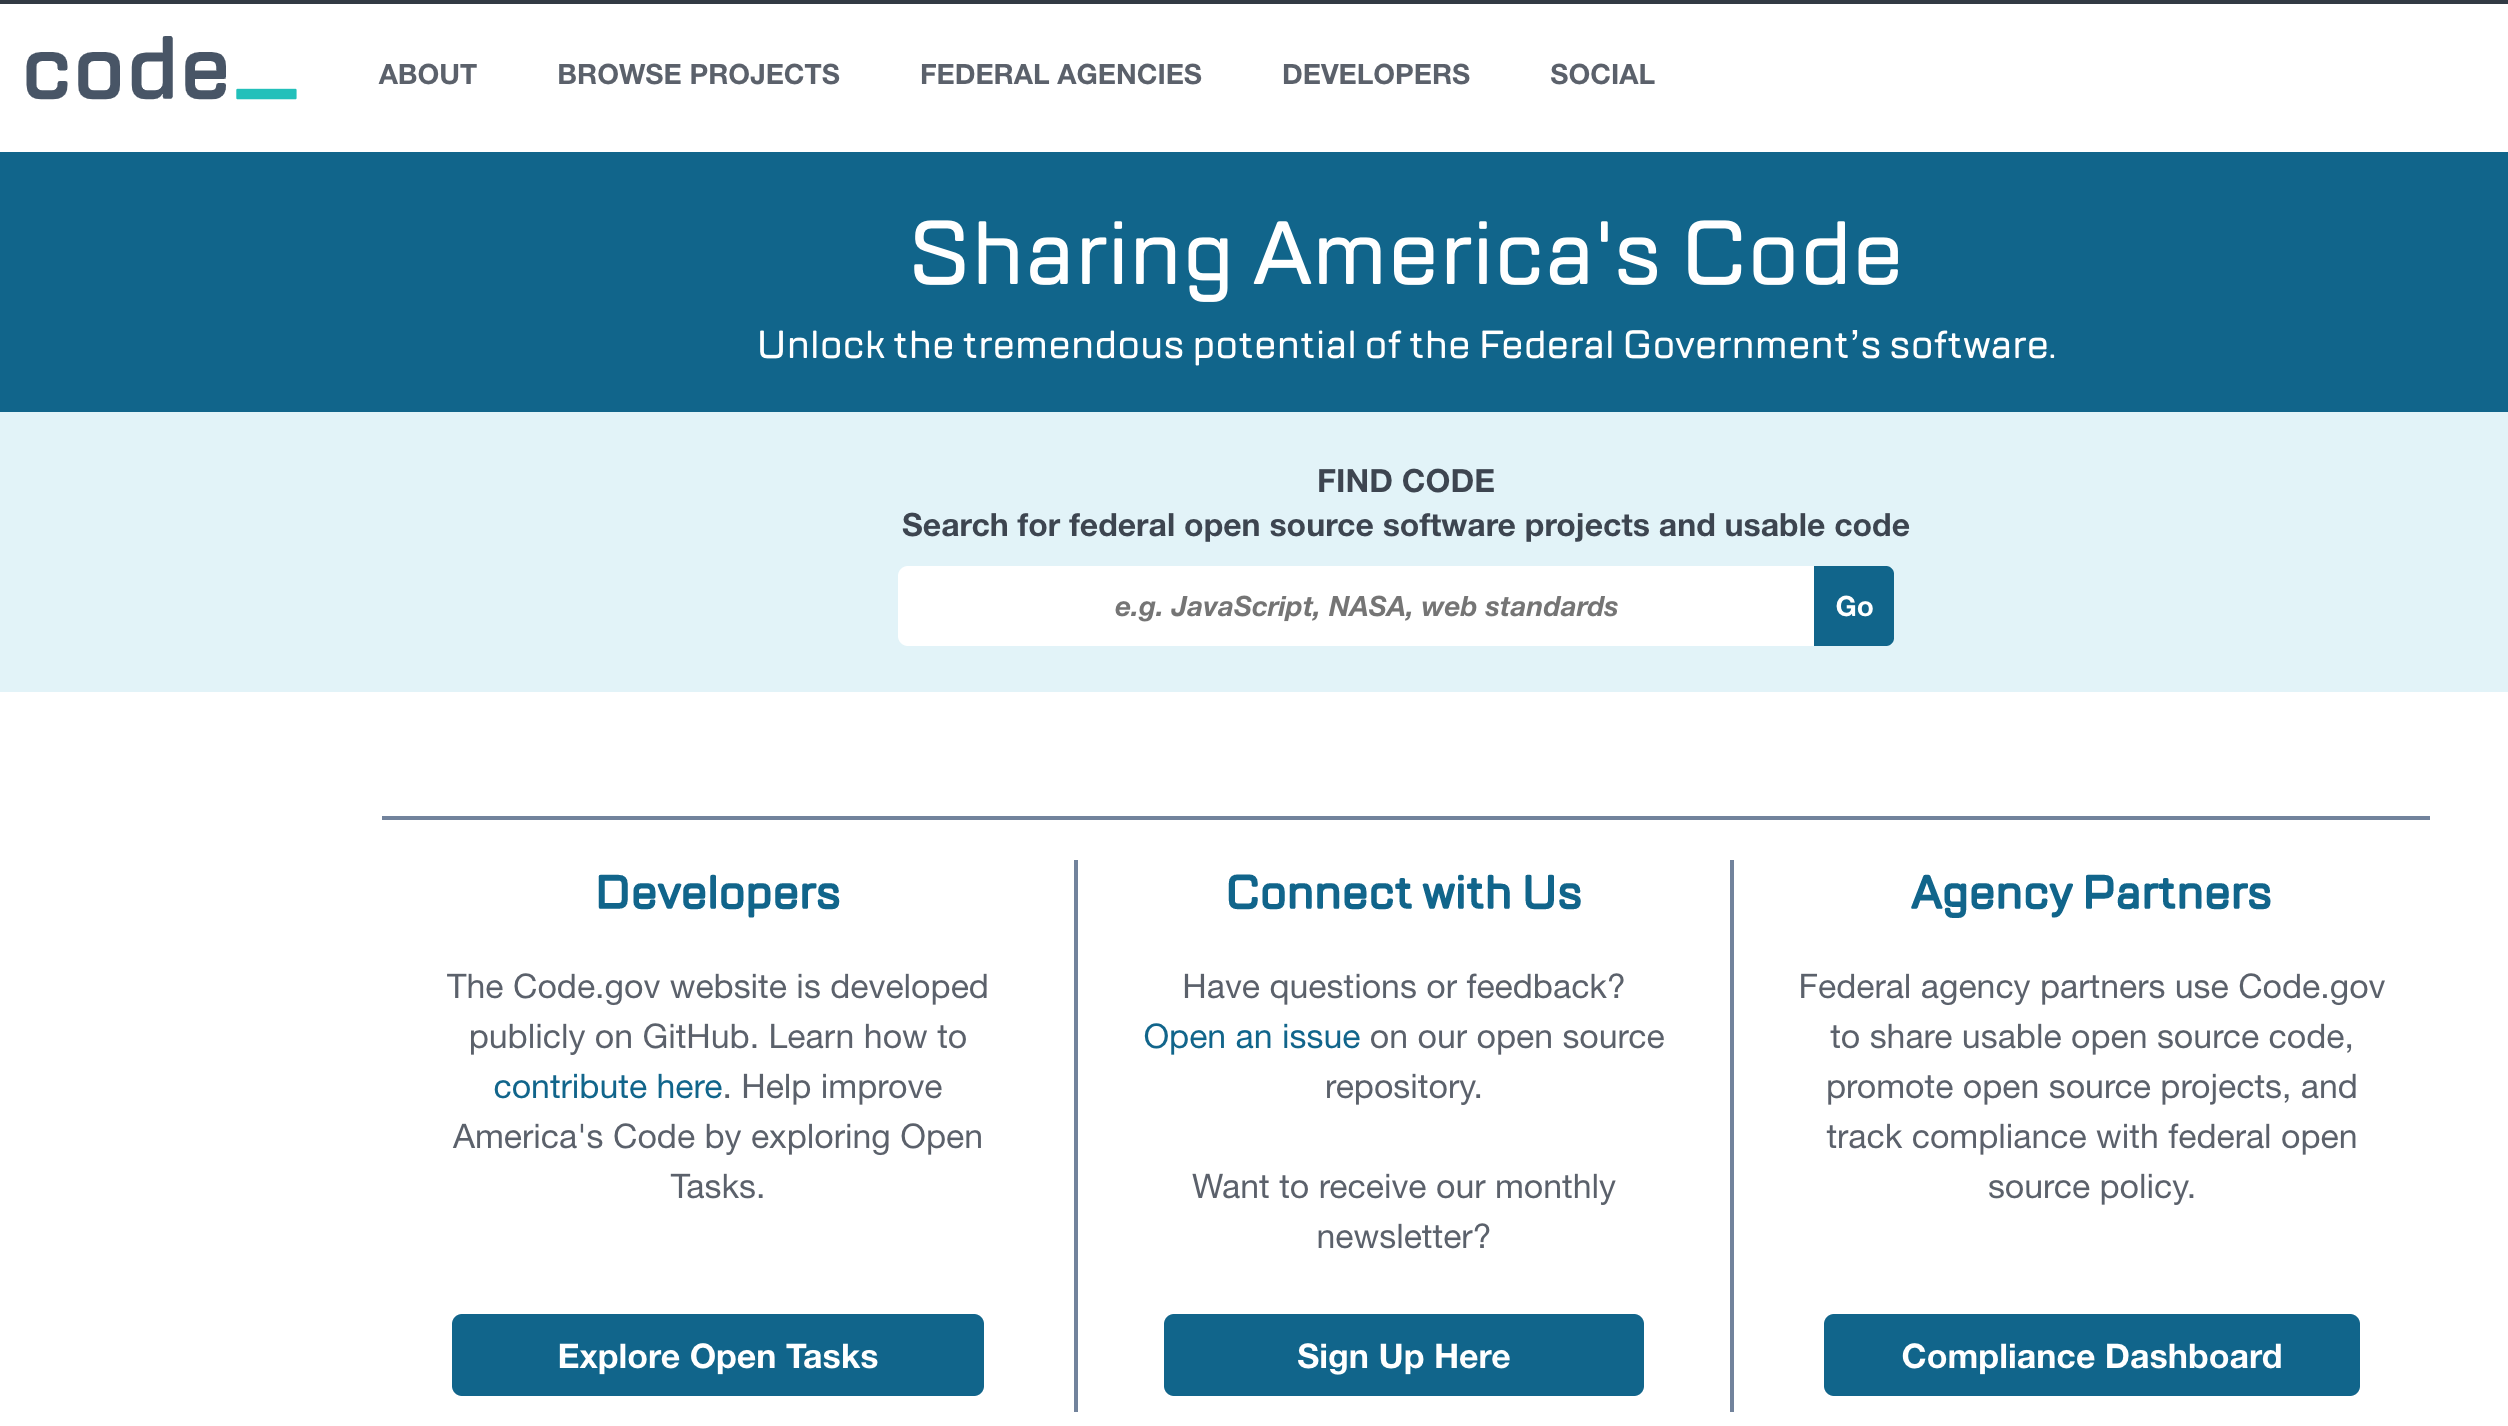 code_
ABOUT
BROWSE PROJECTS
FEDERAL AGENCIES
DEVELOPERS
SOCIAL
Sharing America's Code
Unlock the tremendous potential of the Federal Government’s software.
FIND CODE
Search for federal open source software projects and usable code
e.g. JavaScript, NASA, web standards
Go
Developers
The Code.gov website is developed
publicly on GitHub. Learn how to
contribute here. Help improve
America's Code by exploring Open
Tasks.
Explore Open Tasks
Connect with Us
Have questions or feedback?
Open an issue on our open source
repository.
Want to receive our monthly
newsletter?
Sign Up Here
Agency Partners
Federal agency partners use Code.gov
to share usable open source code,
promote open source projects, and
track compliance with federal open
source policy.
Compliance Dashboard